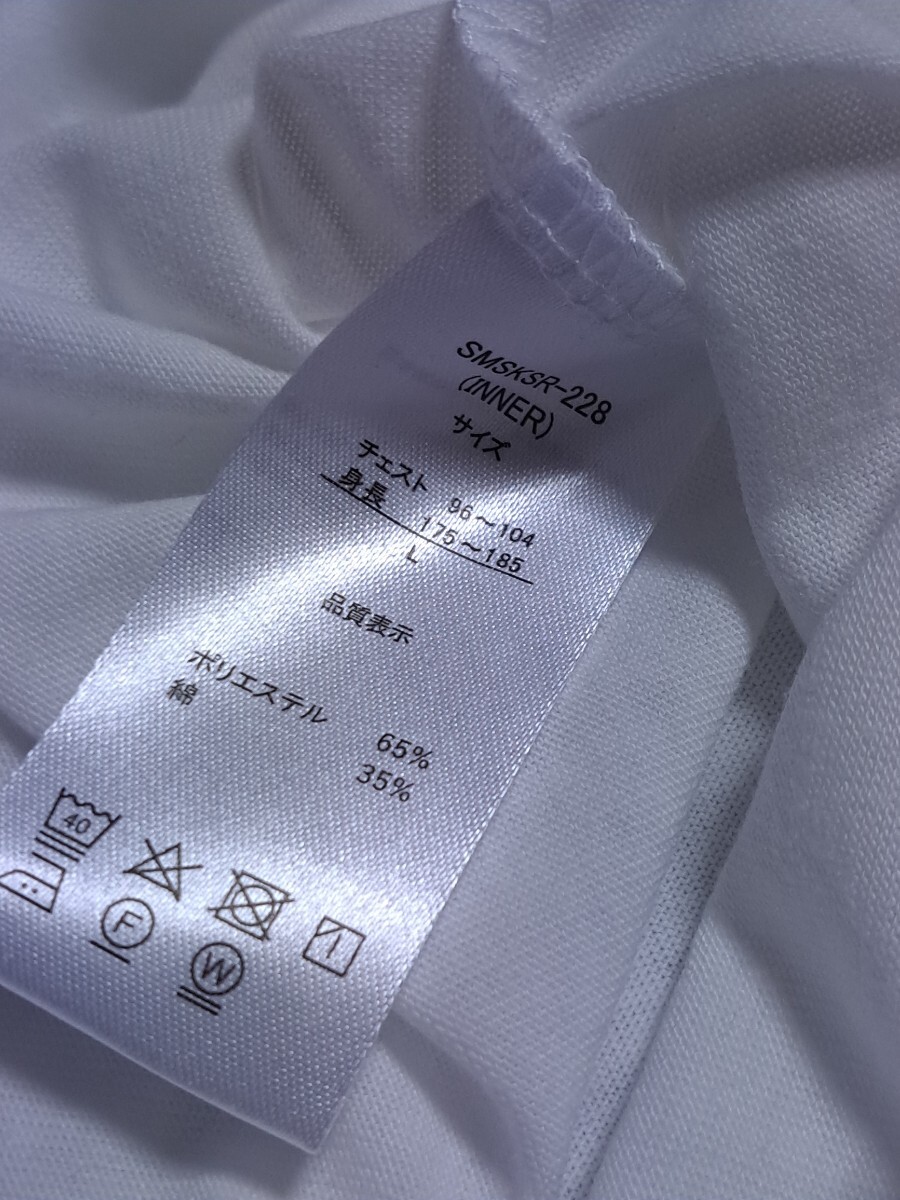 SMSKSR-228
(INNER)
サイズ
チェスト 96～104
身長 175～185
L
品質表示
ポリエステル 65%
綿 35%
40
F
W